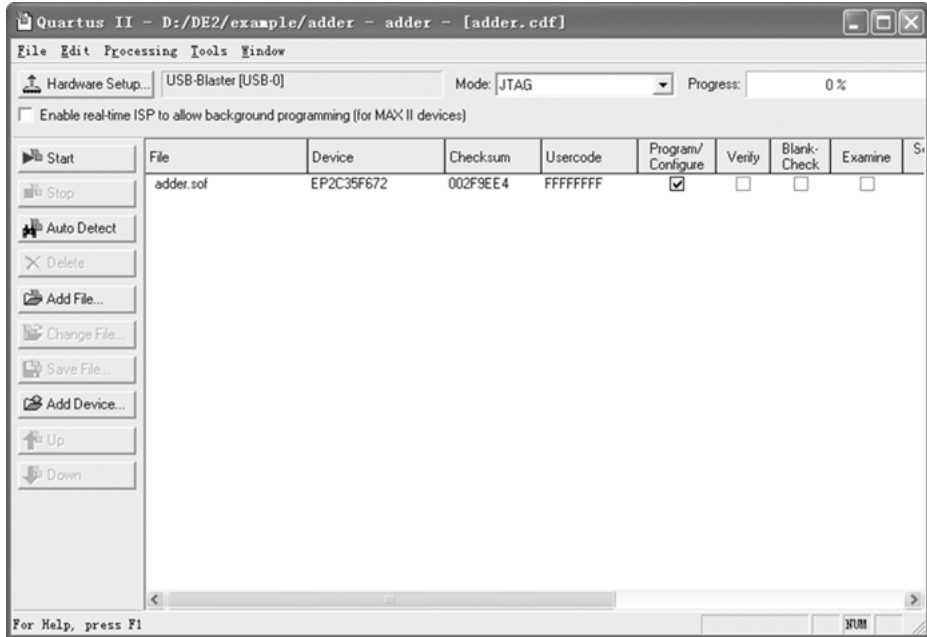 Quartus II - D:/DE2/example/adder - adder - [adder.cdf]
File Edit Processing Tools Window
Hardware Setup... USB-Blaster [USB-0] Mode: JTAG Progress: 0 %
Enable real-time ISP to allow background programming (for MAX II devices)
Start
Stop
Auto Detect
Delete
Add File...
Change File...
Save File...
Add Device...
Up
Down
File Device Checksum Usercode Program/ Configure Verify Blank- Check Examine
adder.sof EP2C35F672 002F9EE4 FFFFFFFF
For Help, press F1 NUM